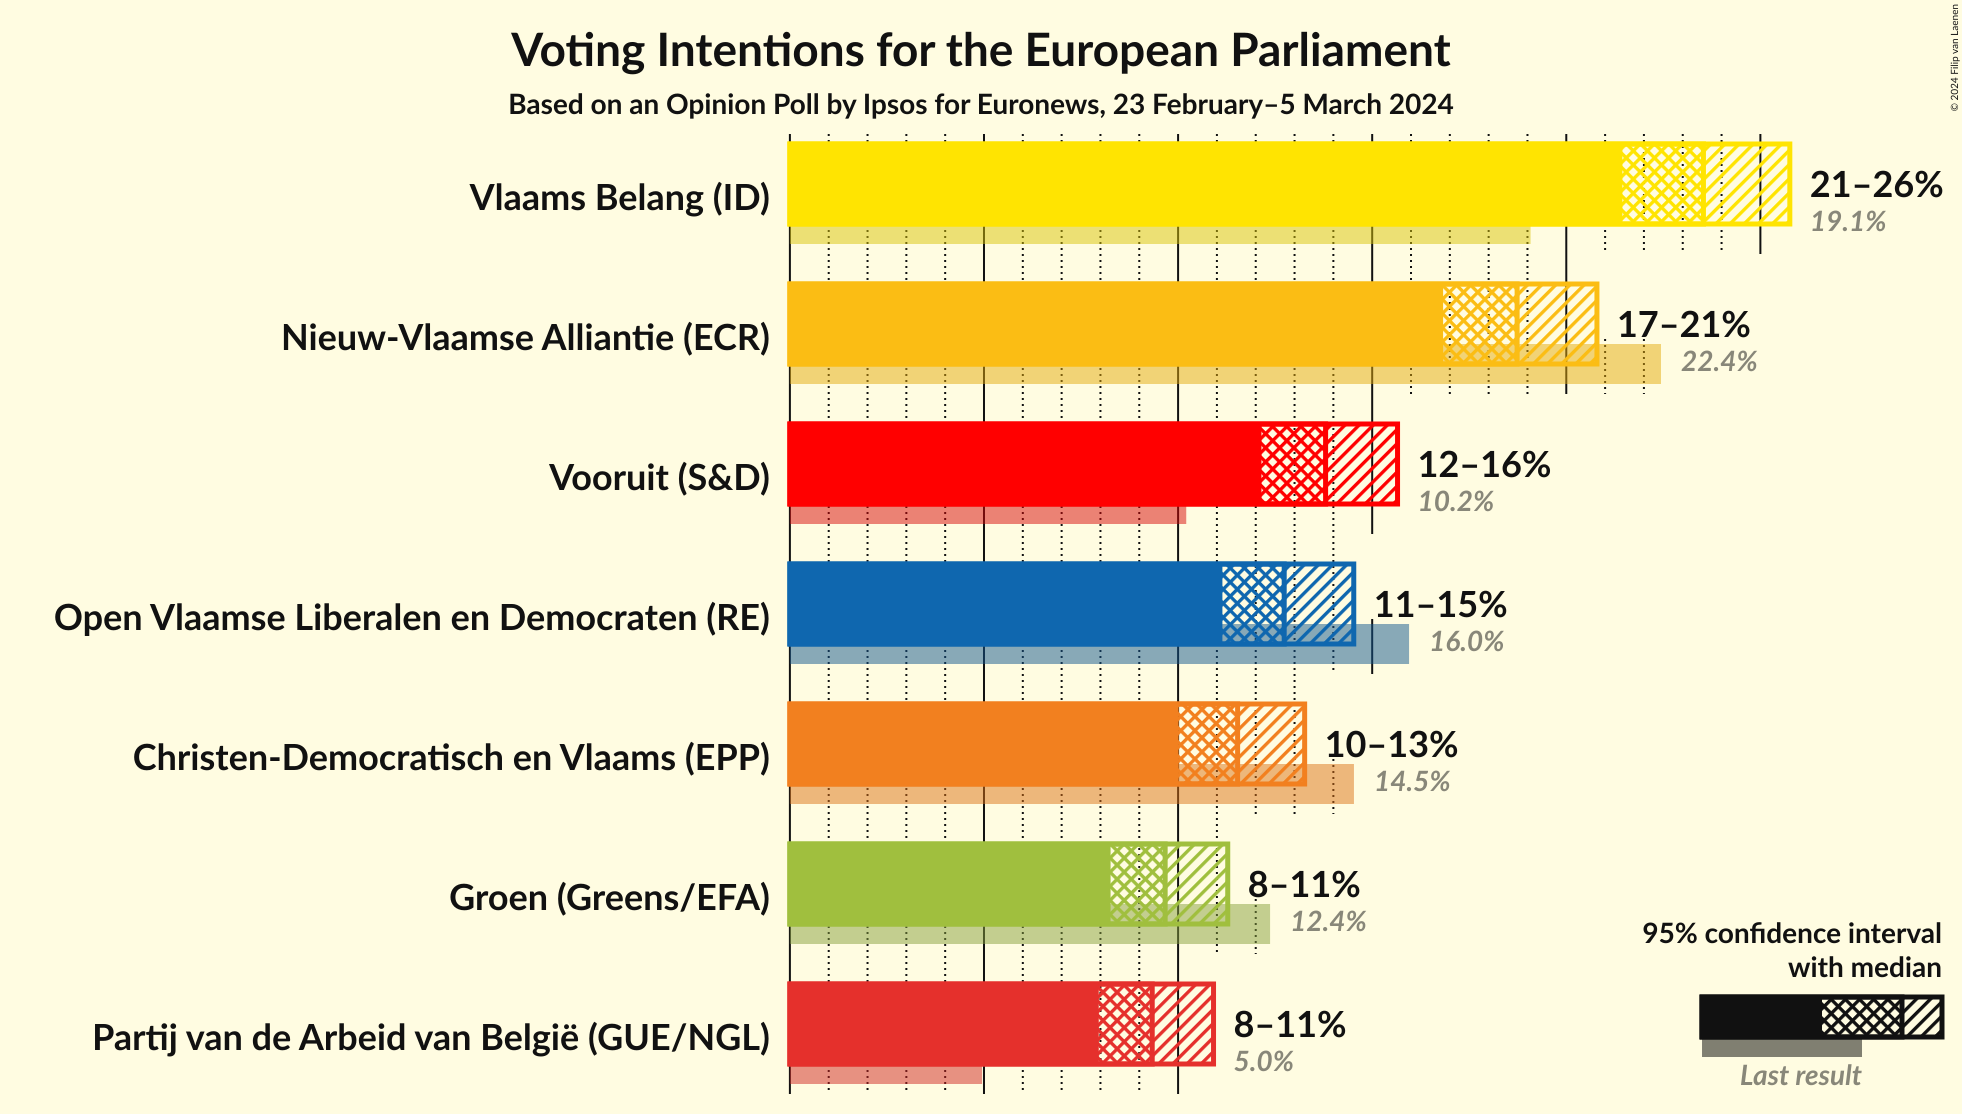 Voting Intentions for the European Parliament
Based on an Opinion Poll by Ipsos for Euronews, 23 February–5 March 2024
© 2024 Filip van Laenen
Vlaams Belang (ID)
21–26%
19.1%
Nieuw-Vlaamse Alliantie (ECR)
17–21%
22.4%
Vooruit (S&D)
12–16%
10.2%
Open Vlaamse Liberalen en Democraten (RE)
11–15%
16.0%
Christen-Democratisch en Vlaams (EPP)
10–13%
14.5%
Groen (Greens/EFA)
8–11%
12.4%
Partij van de Arbeid van België (GUE/NGL)
8–11%
5.0%
95% confidence interval
with median
Last result